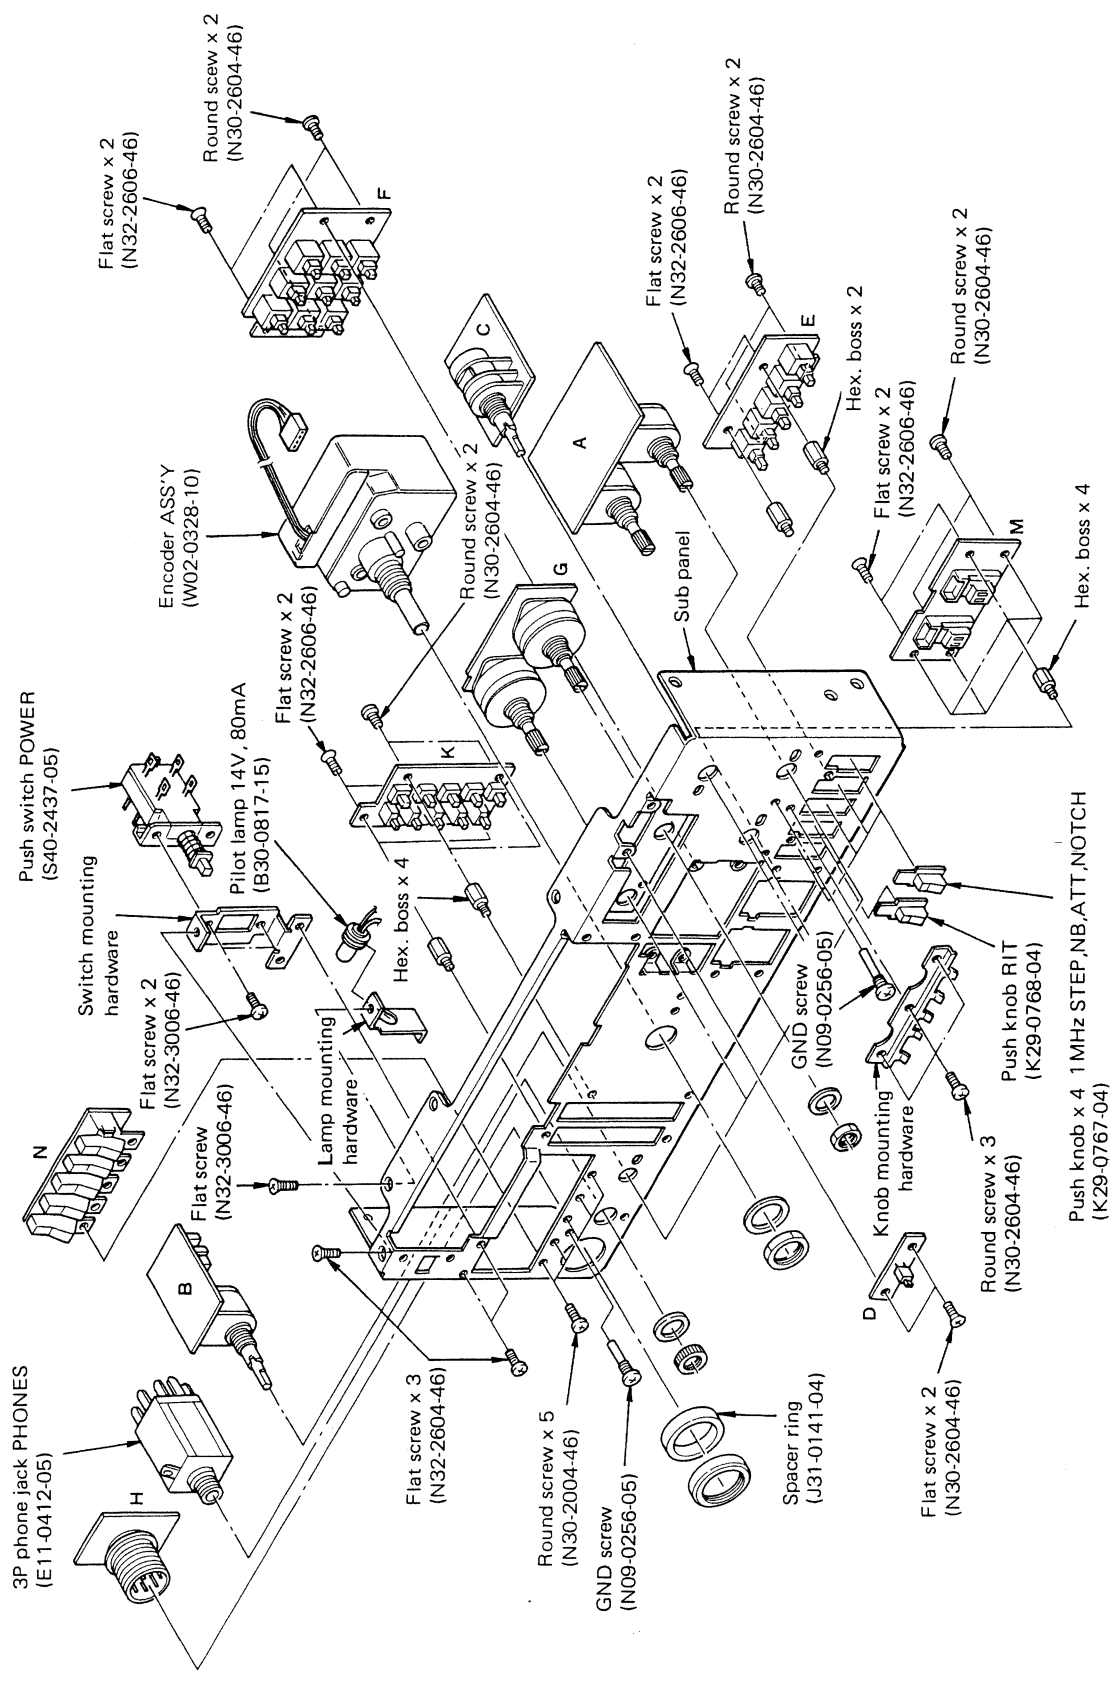 3P phone jack PHONES
(E11-0412-05)
H
B
N
Push switch POWER
(S40-2437-05)
Switch mounting
hardware
Flat screw x 2
(N32-3006-46)
Flat screw
(N32-3006-46)
Pilot lamp 14V, 80mA
(B30-0817-15)
Lamp mounting
hardware
Hex. boss x 4
Flat screw x 2
(N32-2606-46)
K
Round screw x 2
(N30-2604-46)
Encoder ASS'Y
(W02-0328-10)
Flat screw x 2
(N32-2606-46)
Round scew x 2
(N30-2604-46)
F
C
A
G
Sub panel
Flat screw x 2
(N32-2606-46)
Round screw x 2
(N30-2604-46)
E
Hex. boss x 2
Flat screw x 2
(N32-2606-46)
Round screw x 2
(N30-2604-46)
M
Hex. boss x 4
Flat screw x 3
(N32-2604-46)
Round screw x 5
(N30-2004-46)
GND screw
(N09-0256-05)
Spacer ring
(J31-0141-04)
D
Flat screw x 2
(N30-2604-46)
GND screw
(N09-0256-05)
Knob mounting
hardware
Round screw x 3
(N30-2604-46)
Push knob RIT
(K29-0768-04)
Push knob x 4 1MHz STEP,NB,ATT,NOTCH
(K29-0767-04)